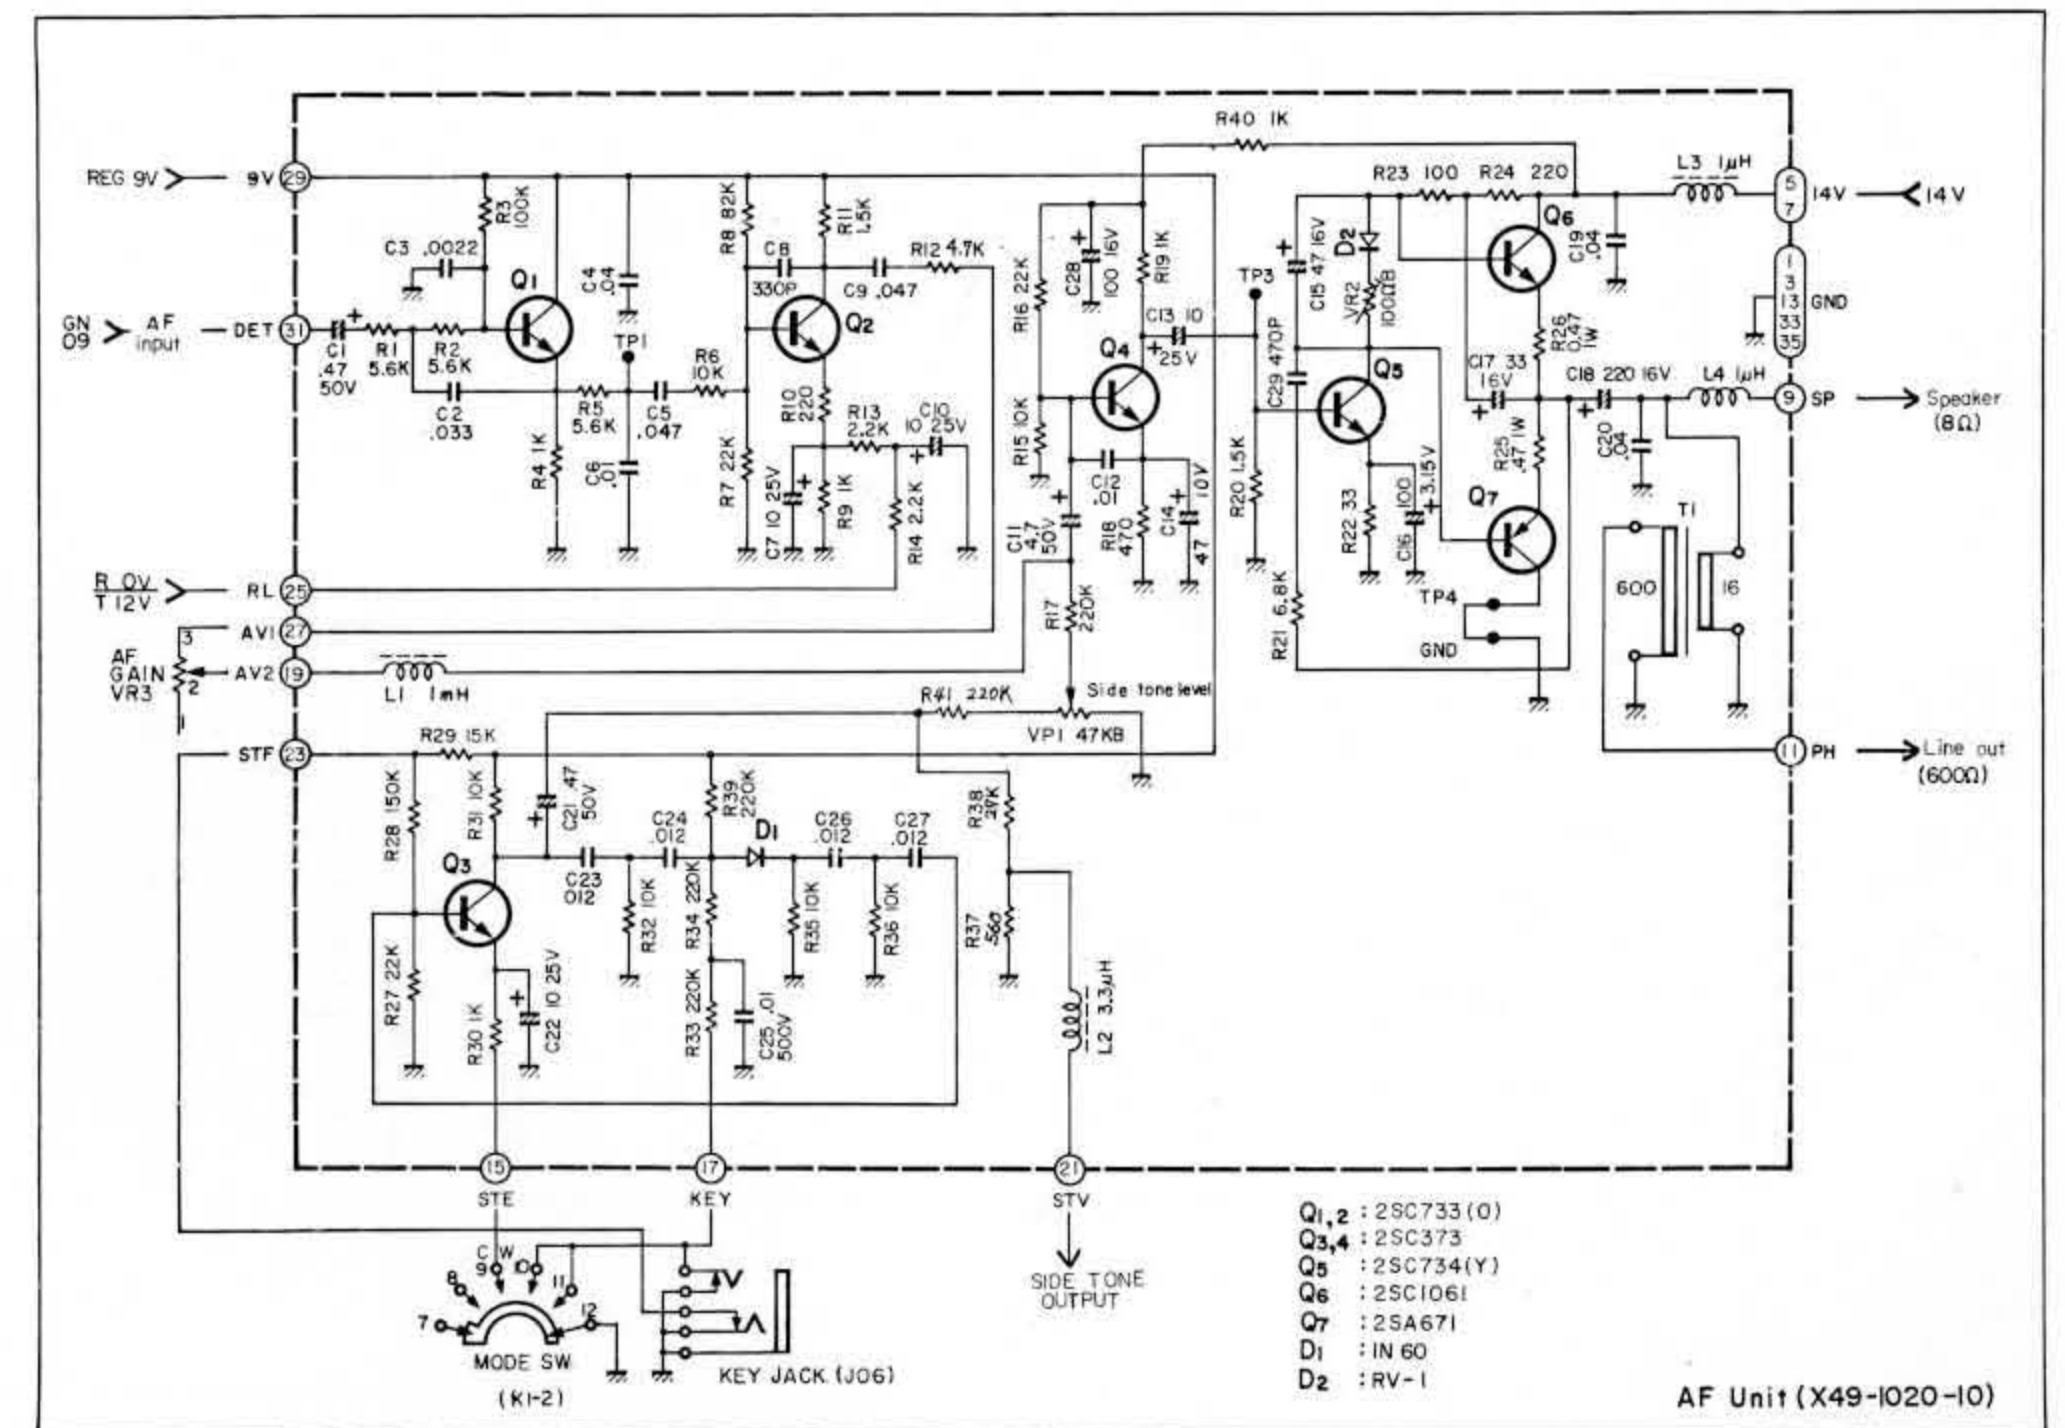 R40 1K
REG 9V
9V 29
R3 100K
C3 .0022
Q1
C4 .04
TP1
R8 82K
C8 330P
R11 1.5K
R12 4.7K
C9 .047
Q2
GN 09
AF input
DET 31
C1 .47 50V
R1 5.6K
R2 5.6K
C2 .033
R5 5.6K
R4 1K
C6 .01
C5 .047
R6 10K
R7 22K
R10 220
R13 2.2K
C10 10 25V
C7 10 25V
R9 1K
R14 2.2K
R16 22K
C28 100 16V
R19 1K
C13 10 25V
Q4
R15 10K
C12 .01
C11 4.7 50V
R18 470
C14 47 10V
R17 220K
TP3
R20 1.5K
C15 47 16V
C29 470P
D2
VR2 100ΩB
R23 100
R24 220
Q6
C19 .04
L3 1μH
5 7
14V
14V
1 3 13 33 35
GND
R26 0.47 1W
C17 33 16V
C18 220 16V
L4 1μH
9 SP
Speaker (8Ω)
Q5
R22 33
C16 100 3.15V
R25 .47 1W
Q7
C20 .04
T1
600
16
TP4
GND
R21 6.8K
11 PH
Line out (600Ω)
R 0V
T 12V
RL 25
AV1 27
AF GAIN VR3
3
2
1
AV2 19
L1 1mH
R41 220K
Side tone level
VP1 47KB
STF 23
R29 15K
R28 150K
R31 10K
C21 .47 50V
R39 220K
C24 .012
D1
C26 .012
C27 .012
R38 27K
Q3
C23 012
R32 10K
R34 220K
R35 10K
R36 10K
R37 560
R27 22K
R30 1K
C22 10 25V
R33 220K
C25 .01 500V
L2 3.3μH
15
STE
17
KEY
21
STV
SIDE TONE OUTPUT
CW
7
8
9
10
11
12
MODE SW
(K1-2)
KEY JACK (J06)
Q1,2 : 2SC733(O)
Q3,4 : 2SC373
Q5 : 2SC734(Y)
Q6 : 2SC1061
Q7 : 2SA671
D1 : IN 60
D2 : RV-1
AF Unit (X49-1020-10)